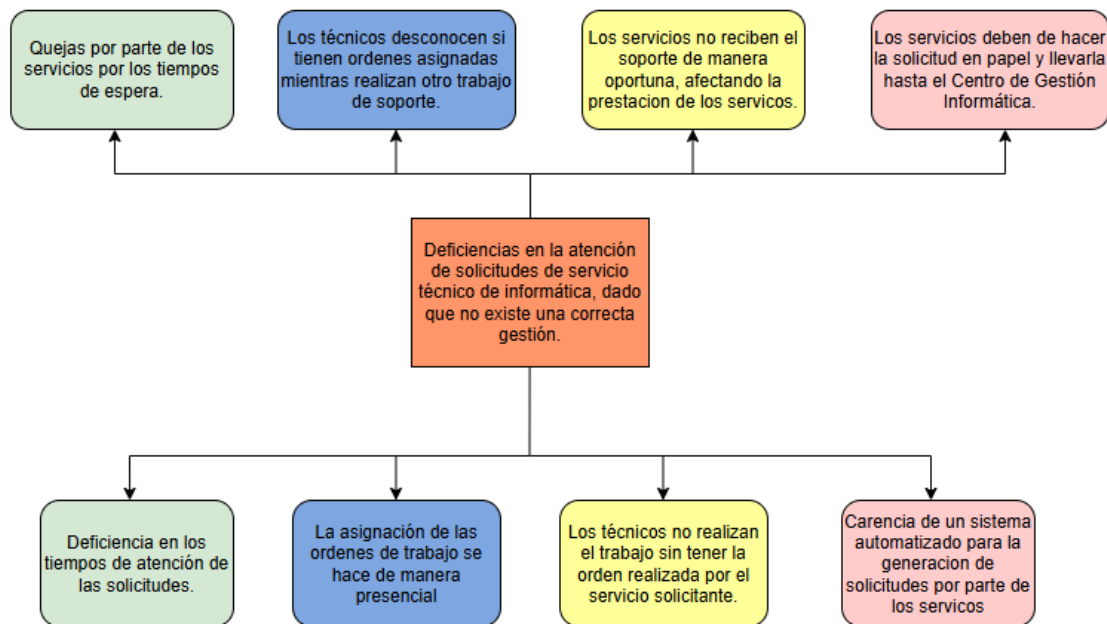 Quejas por parte de los
servicios por los tiempos
de espera.
Los técnicos desconocen si
tienen ordenes asignadas
mientras realizan otro trabajo
de soporte.
Los servicios no reciben el
soporte de manera
oportuna, afectando la
prestacion de los servicos.
Los servicios deben de hacer
la solicitud en papel y llevarla
hasta el Centro de Gestión
Informática.
Deficiencias en la atención
de solicitudes de servicio
técnico de informática, dado
que no existe una correcta
gestión.
Deficiencia en los
tiempos de atención de
las solicitudes.
La asignación de las
ordenes de trabajo se
hace de manera
presencial
Los técnicos no realizan
el trabajo sin tener la
orden realizada por el
servicio solicitante.
Carencia de un sistema
automatizado para la
generacion de
solicitudes por parte de
los servicos